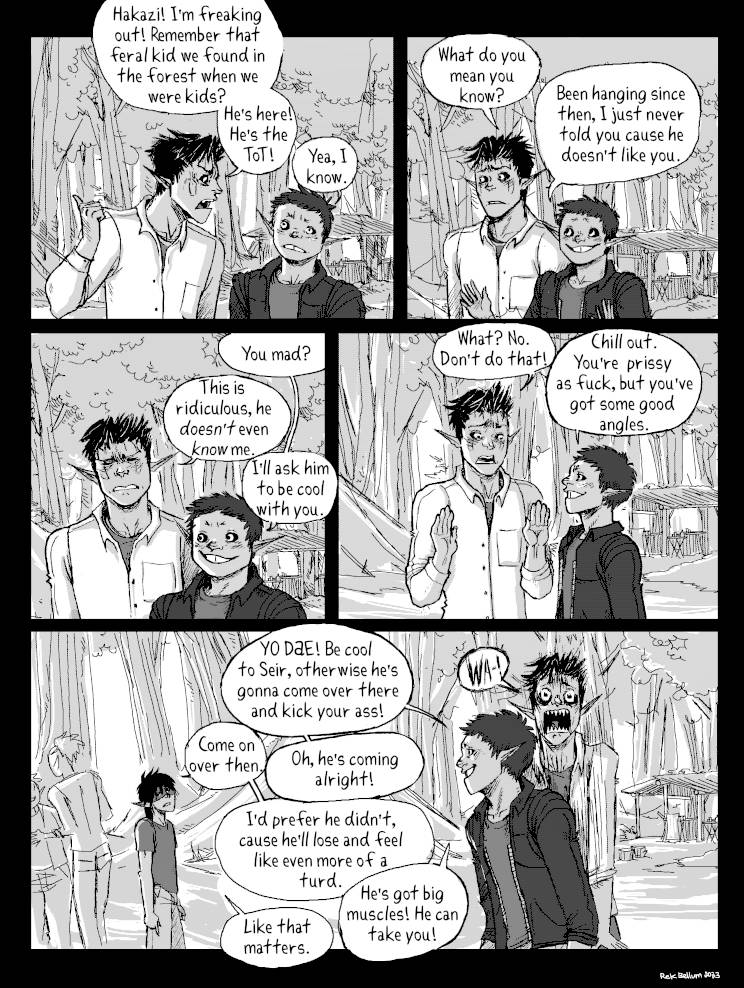 Hakazi! I'm freaking
out! Remember that
feral kid we found in
the forest when we
were kids?
He's here!
He's the
ToT!
Yea, I
know.
What do you
mean you
know?
Been hanging since
then, I just never
told you cause he
doesn't like you.
You mad?
This is
ridiculous, he
doesn't even
know me.
I'll ask him
to be cool
with you.
What? No.
Don't do that!
Chill out.
You're prissy
as fuck, but you've
got some good
angles.
YO DaE! Be cool
to Seir, otherwise he's
gonna come over there
and kick your ass!
WA-!
Come on
over then.
Oh, he's coming
alright!
I'd prefer he didn't,
cause he'll lose and feel
like even more of a
turd.
He's got big
muscles! He can
take you!
Like that
matters.
Rek Bellum 2023